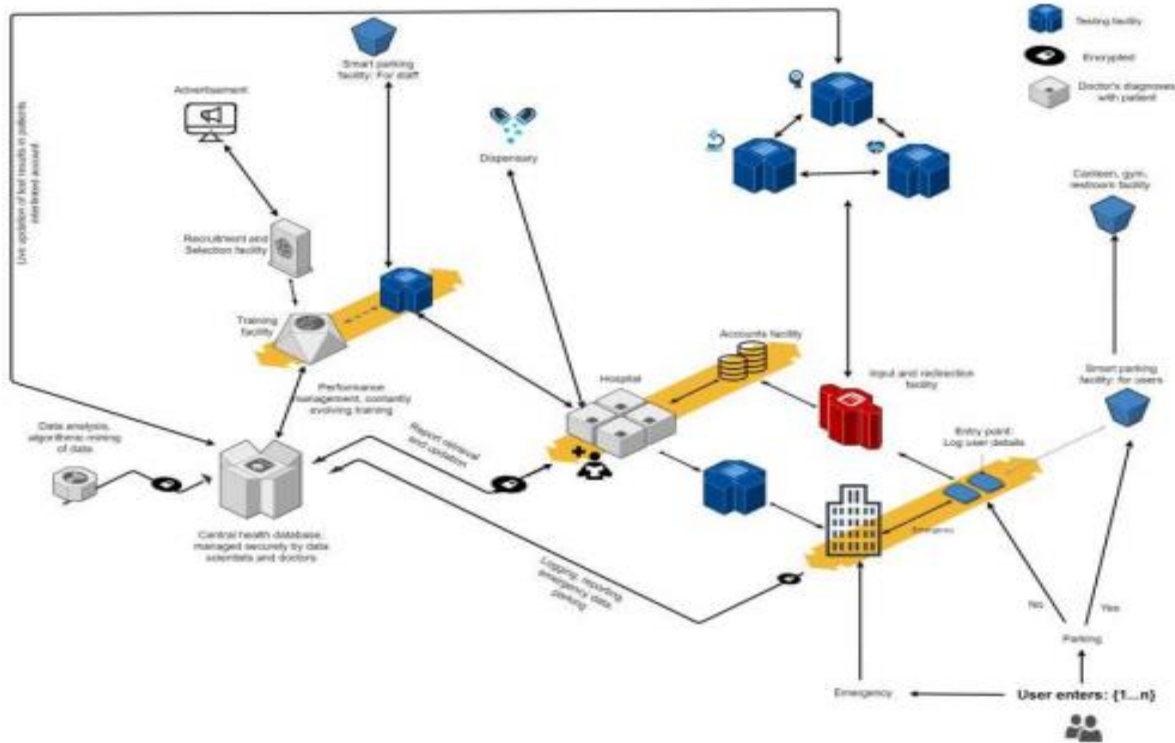 Testing facility
Encrypted
Doctor's diagnoses
with patient
Smart parking
facility: For staff
Advertisement
Dispensary
Live updation of test results in patients
interlinked account
Canteen, gym,
restroom facility
Recruitment and
Selection facility
Training
facility
Accounts facility
Hospital
Input and redirection
facility
Smart parking
facility: for users
Performance
management, constantly
evolving training
Entry point:
Log user details
Data analysis,
algorithmic mining
of data
Report retrieval
and updation
Emergency
Central health database,
managed securely by data
scientists and doctors
Logging, reporting,
emergency data,
parking
No
Yes
Parking
Emergency
User enters: {1...n}